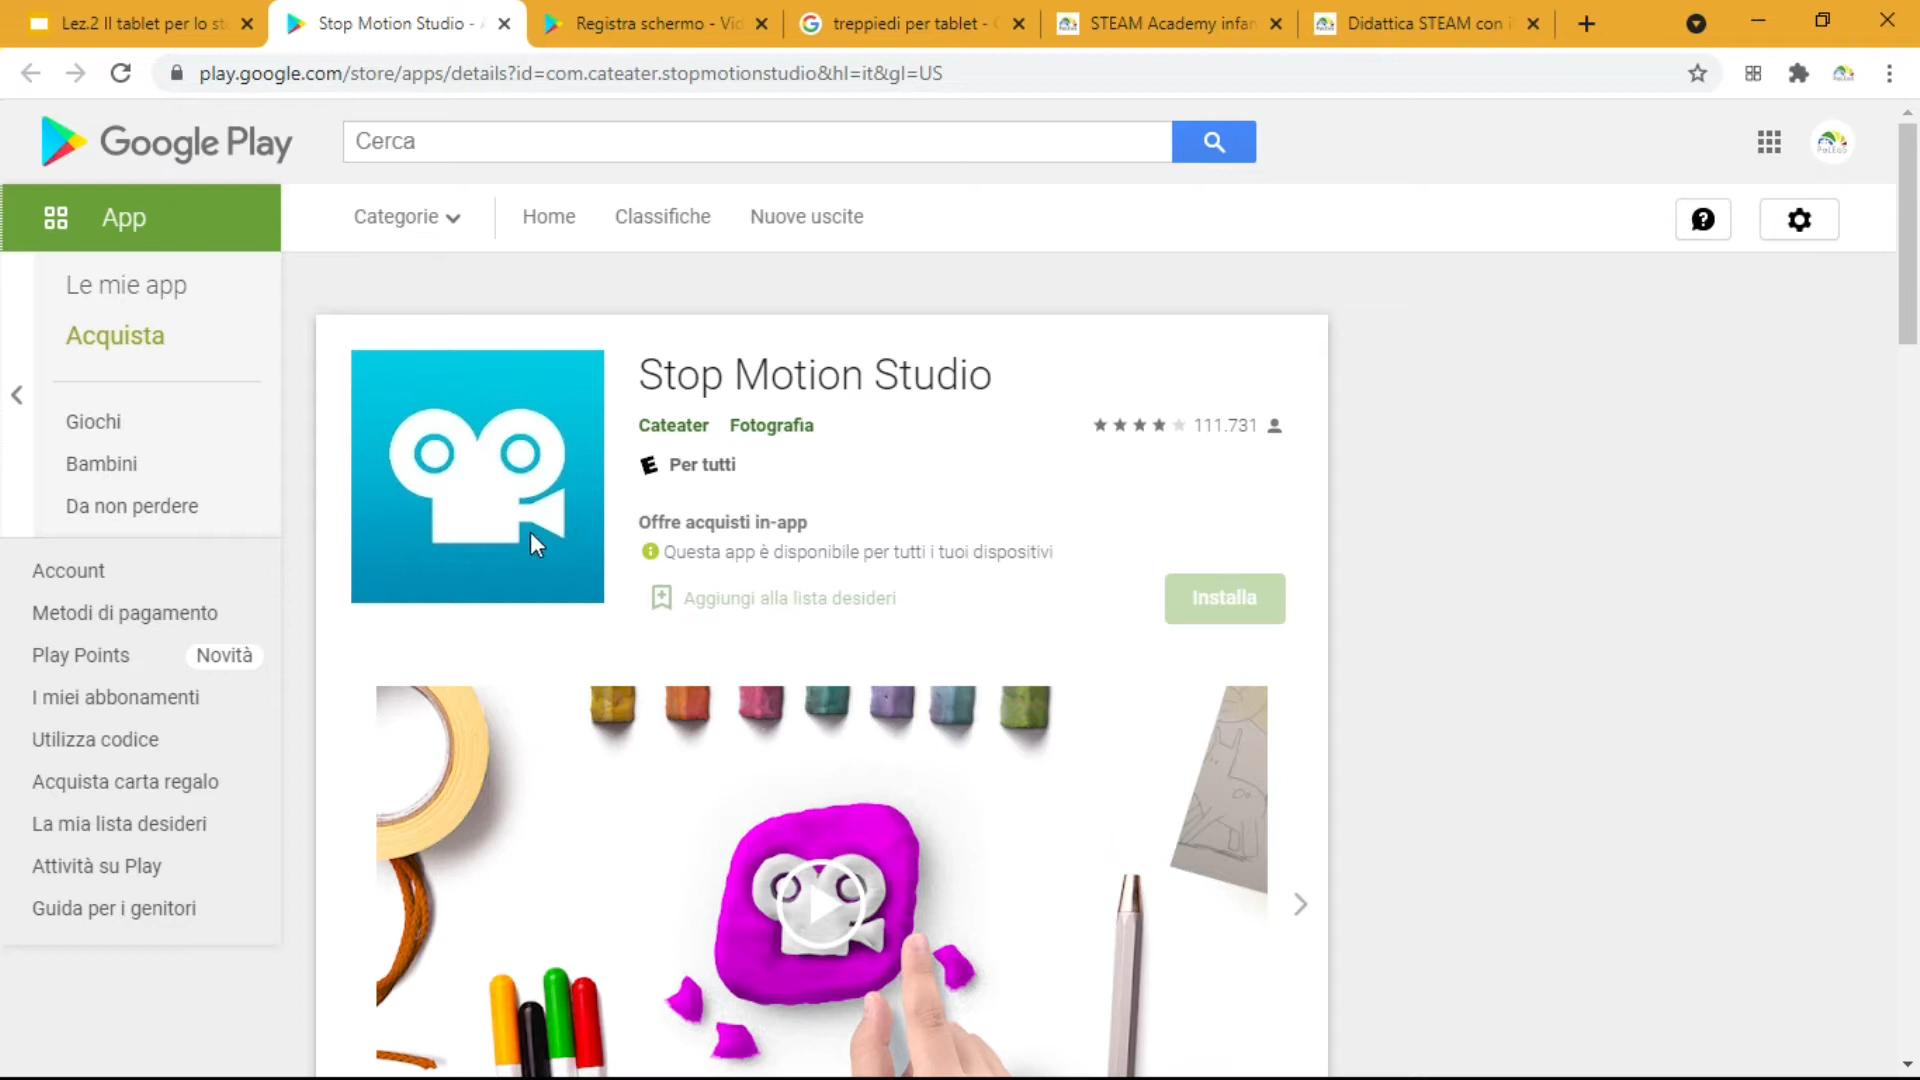 Lez.2 Il tablet per lo st
Stop Motion Studio - A
Registra schermo - Vid
treppiedi per tablet - G
STEAM Academy infan
Didattica STEAM con i
play.google.com/store/apps/details?id=com.cateater.stopmotionstudio&hl=it&gl=US
Google Play
Cerca
App
Categorie
Home
Classifiche
Nuove uscite
Le mie app
Acquista
Giochi
Bambini
Da non perdere
Account
Metodi di pagamento
Play Points
Novità
I miei abbonamenti
Utilizza codice
Acquista carta regalo
La mia lista desideri
Attività su Play
Guida per i genitori
Stop Motion Studio
Cateater Fotografia
111.731
E Per tutti
Offre acquisti in-app
Questa app è disponibile per tutti i tuoi dispositivi
Aggiungi alla lista desideri
Installa